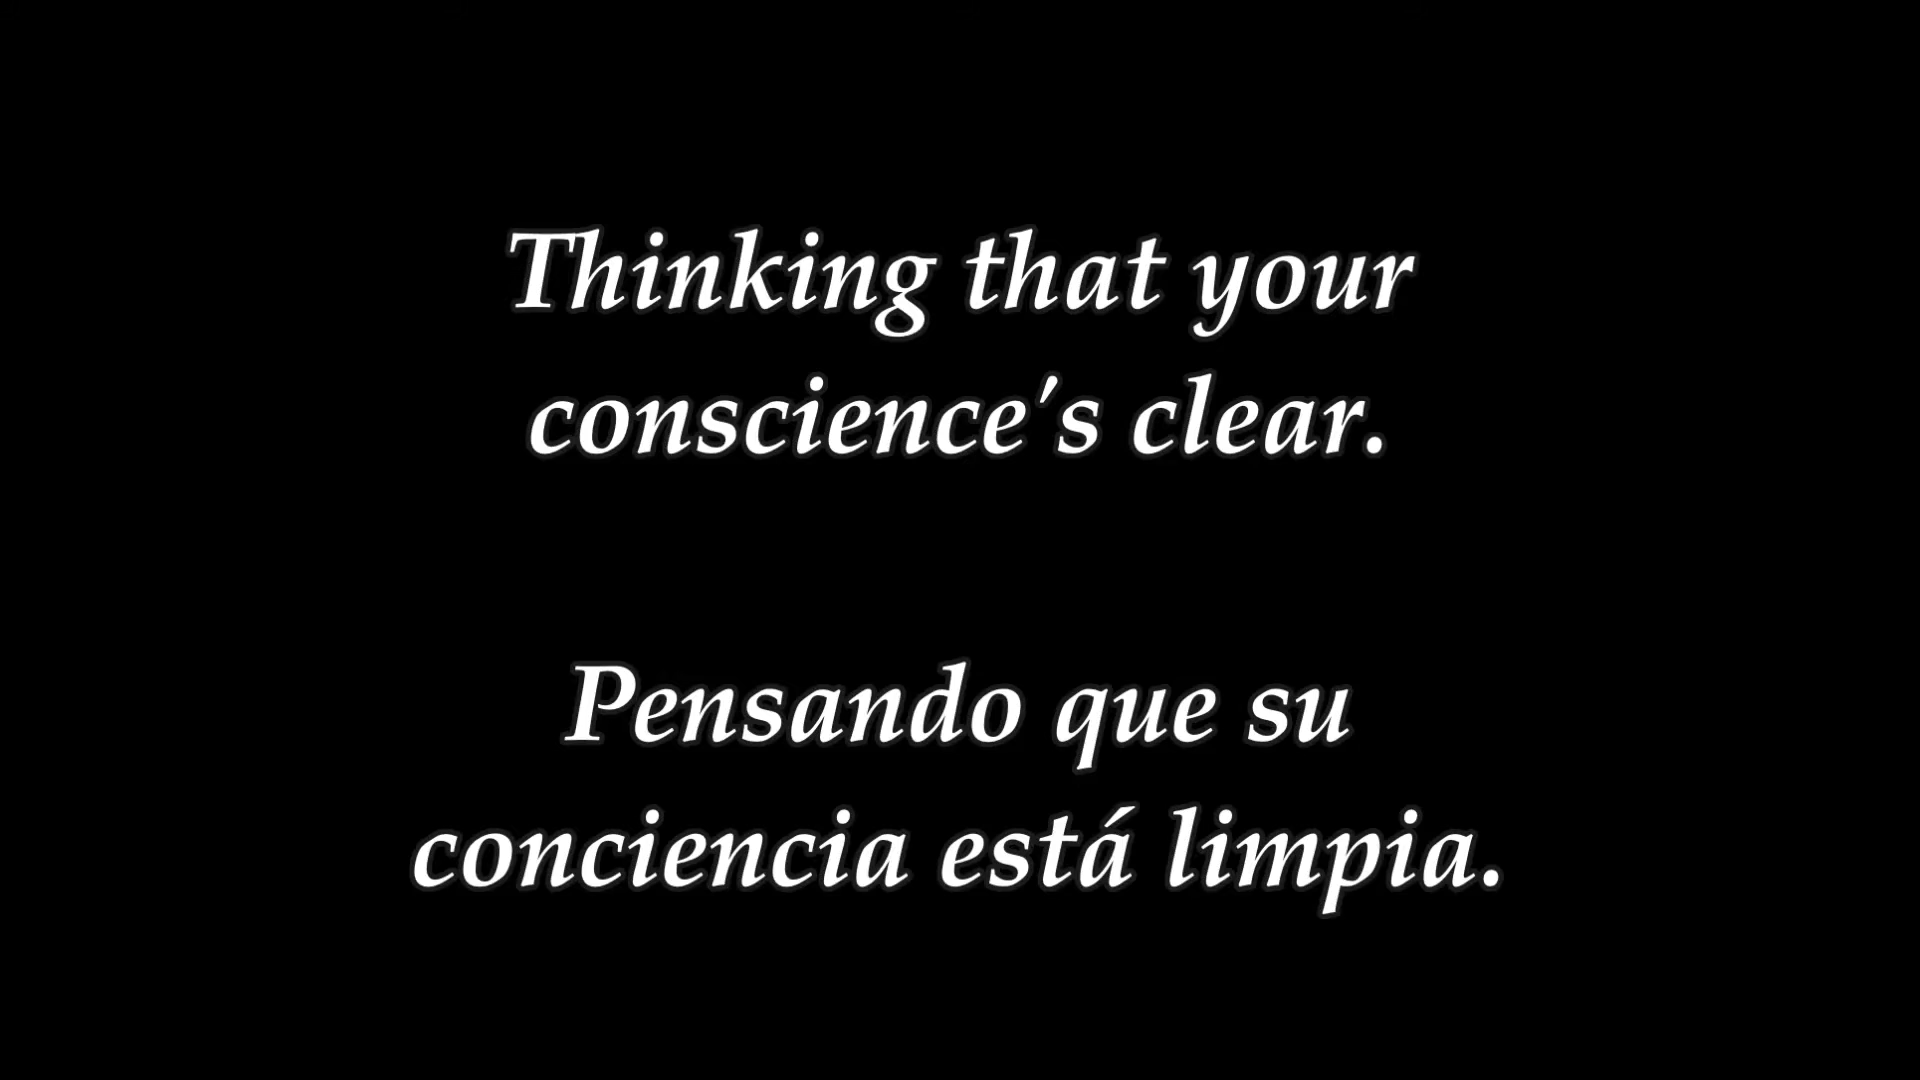 Thinking that your
conscience's clear.
Pensando que su
conciencia está limpia.